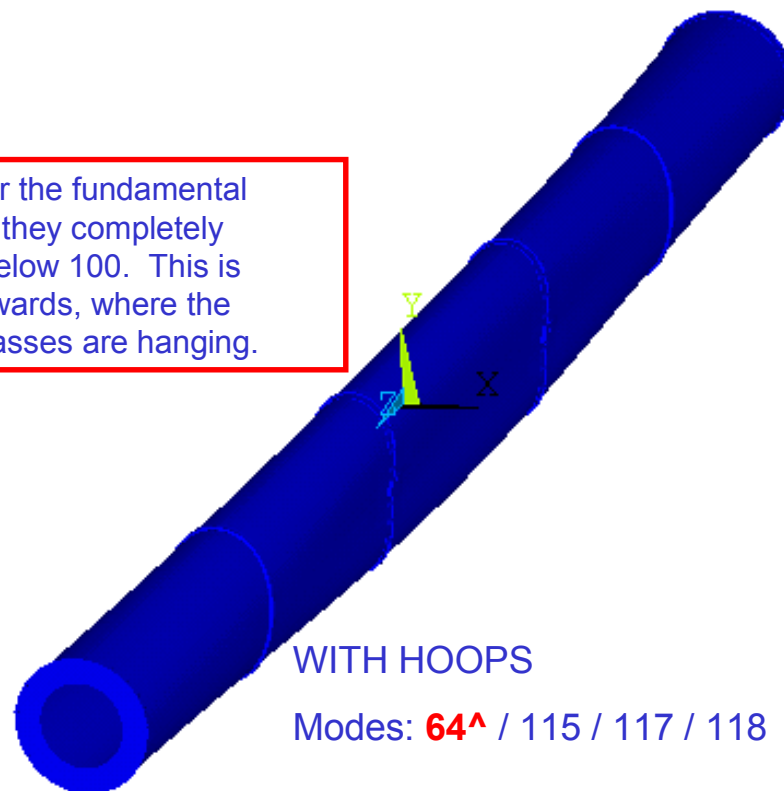 r the fundamental
they completely
elow 100. This is
wards, where the
asses are hanging.
Y
X
Z
WITH HOOPS
Modes: 64^ / 115 / 117 / 118